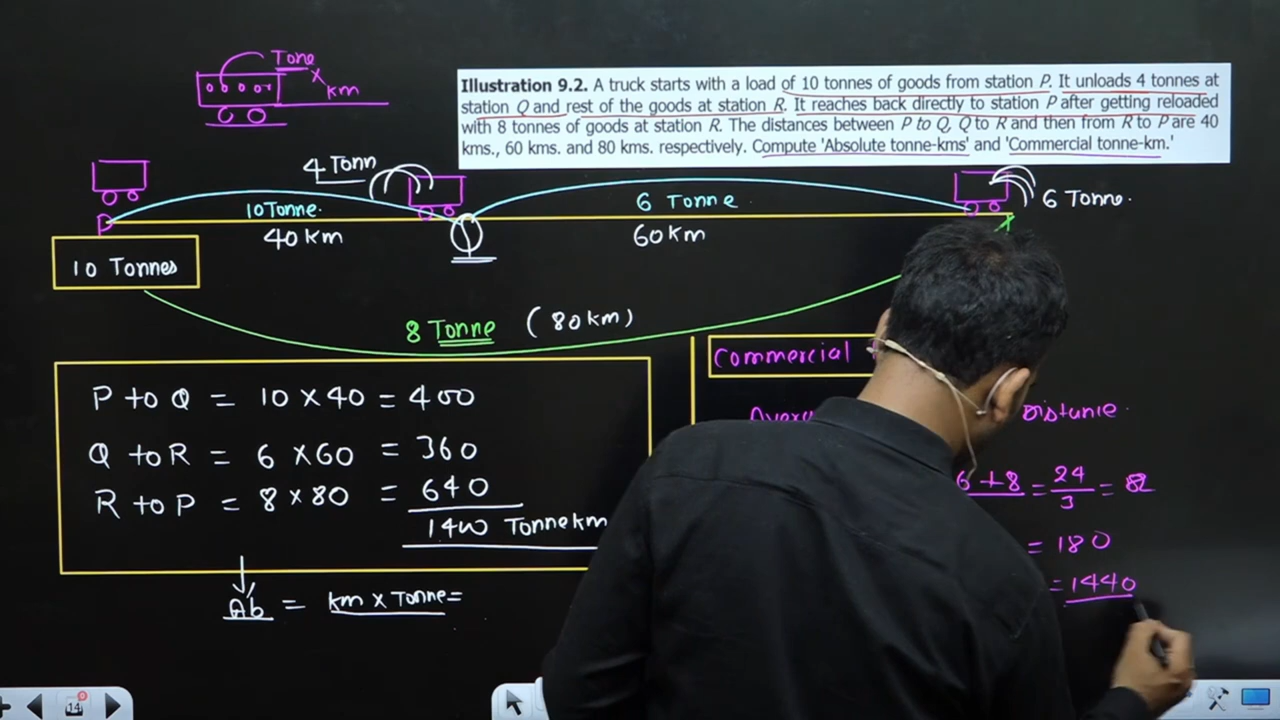 Tone
x
km
Illustration 9.2. A truck starts with a load of 10 tonnes of goods from station P. It unloads 4 tonnes at
station Q and rest of the goods at station R. It reaches back directly to station P after getting reloaded
with 8 tonnes of goods at station R. The distances between P to Q, Q to R and then from R to P are 40
kms., 60 kms. and 80 kms. respectively. Compute 'Absolute tonne-kms' and 'Commercial tonne-km.'
4 Tonn
10 Tonne.
6 Tonne
6 Tonne.
P
40 km
60km
10 Tonnes
8 Tonne (80km)
Commercial
P to Q = 10 x 40 = 400
Distance.
Q to R = 6 x 60 = 360
6 + 8 = 24/3 =
R to P = 8 x 80 = 640
1400 Tonnekm
= 180
= 1440
Ab = km x Tonne =
14